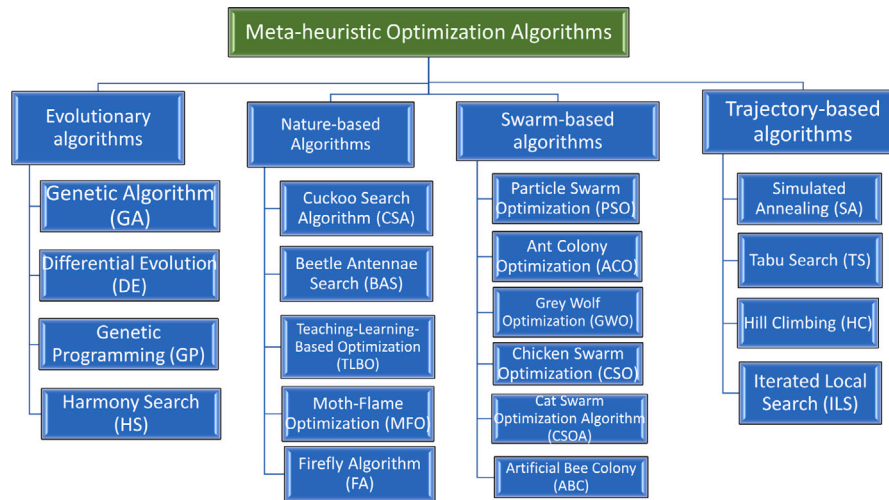 Meta-heuristic Optimization Algorithms
Evolutionary
algorithms
Genetic Algorithm
(GA)
Differential Evolution
(DE)
Genetic
Programming (GP)
Harmony Search
(HS)
Nature-based
Algorithms
Cuckoo Search
Algorithm (CSA)
Beetle Antennae
Search (BAS)
Teaching-Learning-
Based Optimization
(TLBO)
Moth-Flame
Optimization (MFO)
Firefly Algorithm
(FA)
Swarm-based
algorithms
Particle Swarm
Optimization (PSO)
Ant Colony
Optimization (ACO)
Grey Wolf
Optimization (GWO)
Chicken Swarm
Optimization (CSO)
Cat Swarm
Optimization Algorithm
(CSOA)
Artificial Bee Colony
(ABC)
Trajectory-based
algorithms
Simulated
Annealing (SA)
Tabu Search (TS)
Hill Climbing (HC)
Iterated Local
Search (ILS)